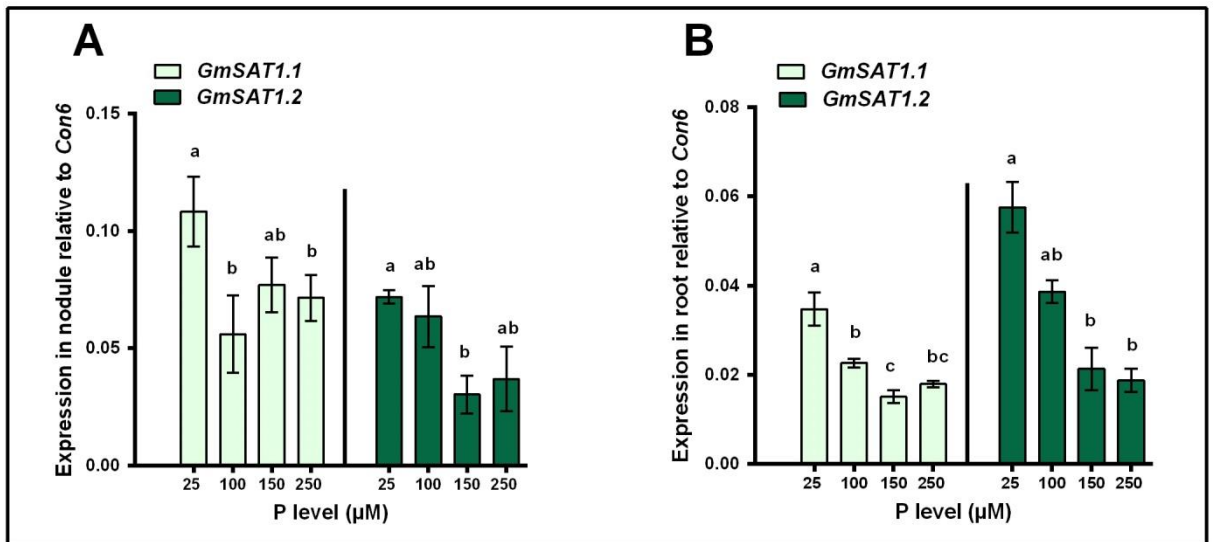 A
GmSAT1.1
GmSAT1.2
Expression in nodule relative to Con6
0.15
0.10
0.05
0.00
a
b
ab
b
a
ab
b
ab
25 100 150 250 25 100 150 250
P level (µM)
B
GmSAT1.1
GmSAT1.2
Expression in root relative to Con6
0.08
0.06
0.04
0.02
0.00
a
b
c
bc
a
ab
b
b
25 100 150 250 25 100 150 250
P level (µM)